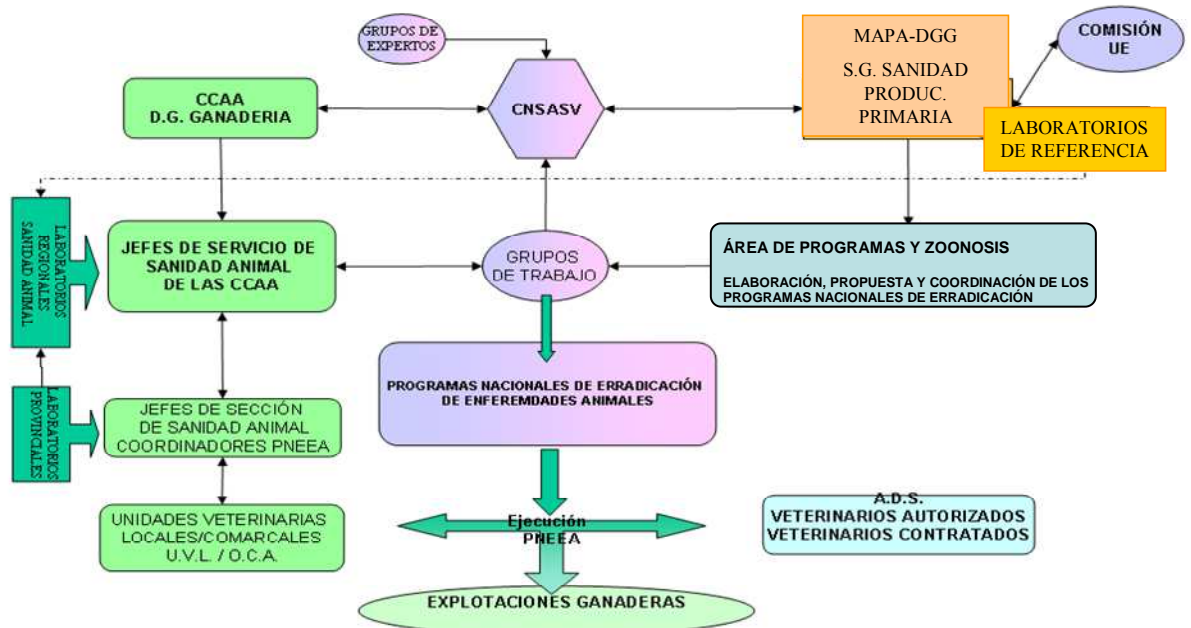 GRUPOS DE
EXPERTOS
MAPA-DGG
S.G. SANIDAD
PRODUC.
PRIMARIA
COMISIÓN
UE
CCAA
D.G. GANADERIA
CNSASV
LABORATORIOS
DE REFERENCIA
LABORATORIOS
REGIONALES
SANIDAD ANIMAL
JEFES DE SERVICIO DE
SANIDAD ANIMAL
DE LAS CCAA
GRUPOS
DE TRABAJO
ÁREA DE PROGRAMAS Y ZOONOSIS
ELABORACIÓN, PROPUESTA Y COORDINACIÓN DE LOS
PROGRAMAS NACIONALES DE ERRADICACIÓN
PROGRAMAS NACIONALES DE ERRADICACIÓN
DE ENFEREMDADES ANIMALES
LABORATORIOS
PROVINCIALES
JEFES DE SECCIÓN
DE SANIDAD ANIMAL
COORDINADORES PNEEA
UNIDADES VETERINARIAS
LOCALES/COMARCALES
U.V.L. / O.C.A.
Ejecución
PNEEA
A.D.S.
VETERINARIOS AUTORIZADOS
VETERINARIOS CONTRATADOS
EXPLOTACIONES GANADERAS